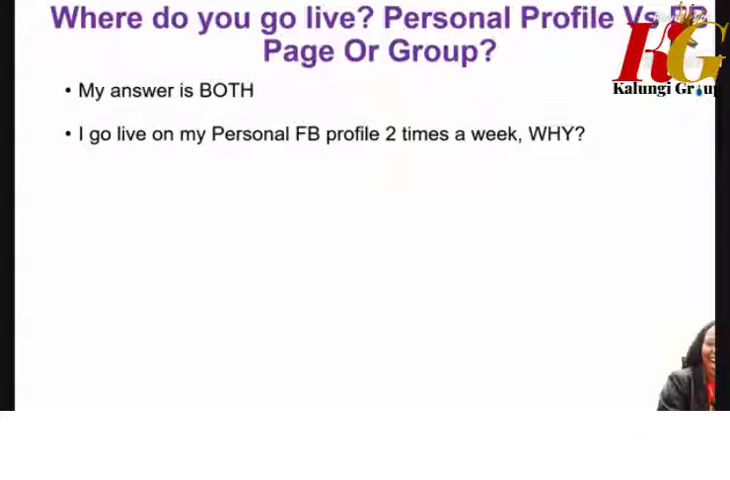 Where do you go live? Personal Profile Vs FB
Page Or Group?
• My answer is BOTH
• I go live on my Personal FB profile 2 times a week, WHY?
KG
Kalungi Group